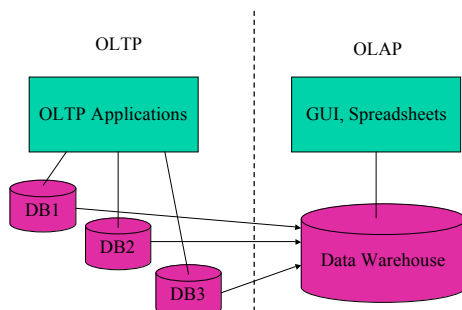 OLTP
OLAP
OLTP Applications
GUI, Spreadsheets
DB1
DB2
Data Warehouse
DB3